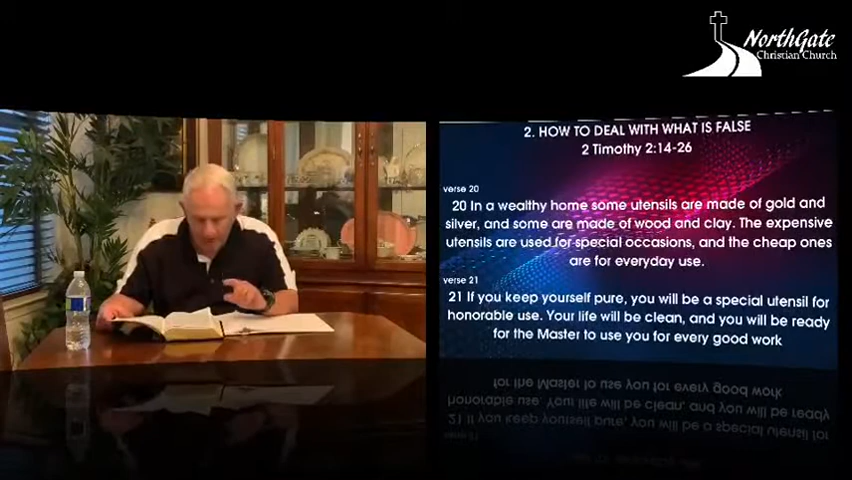 NorthGate
Christian Church
2. HOW TO DEAL WITH WHAT IS FALSE
2 Timothy 2:14-26
verse 20
20 In a wealthy home some utensils are made of gold and
silver, and some are made of wood and clay. The expensive
utensils are used for special occasions, and the cheap ones
are for everyday use.
verse 21
21 If you keep yourself pure, you will be a special utensil for
honorable use. Your life will be clean, and you will be ready
for the Master to use you for every good work